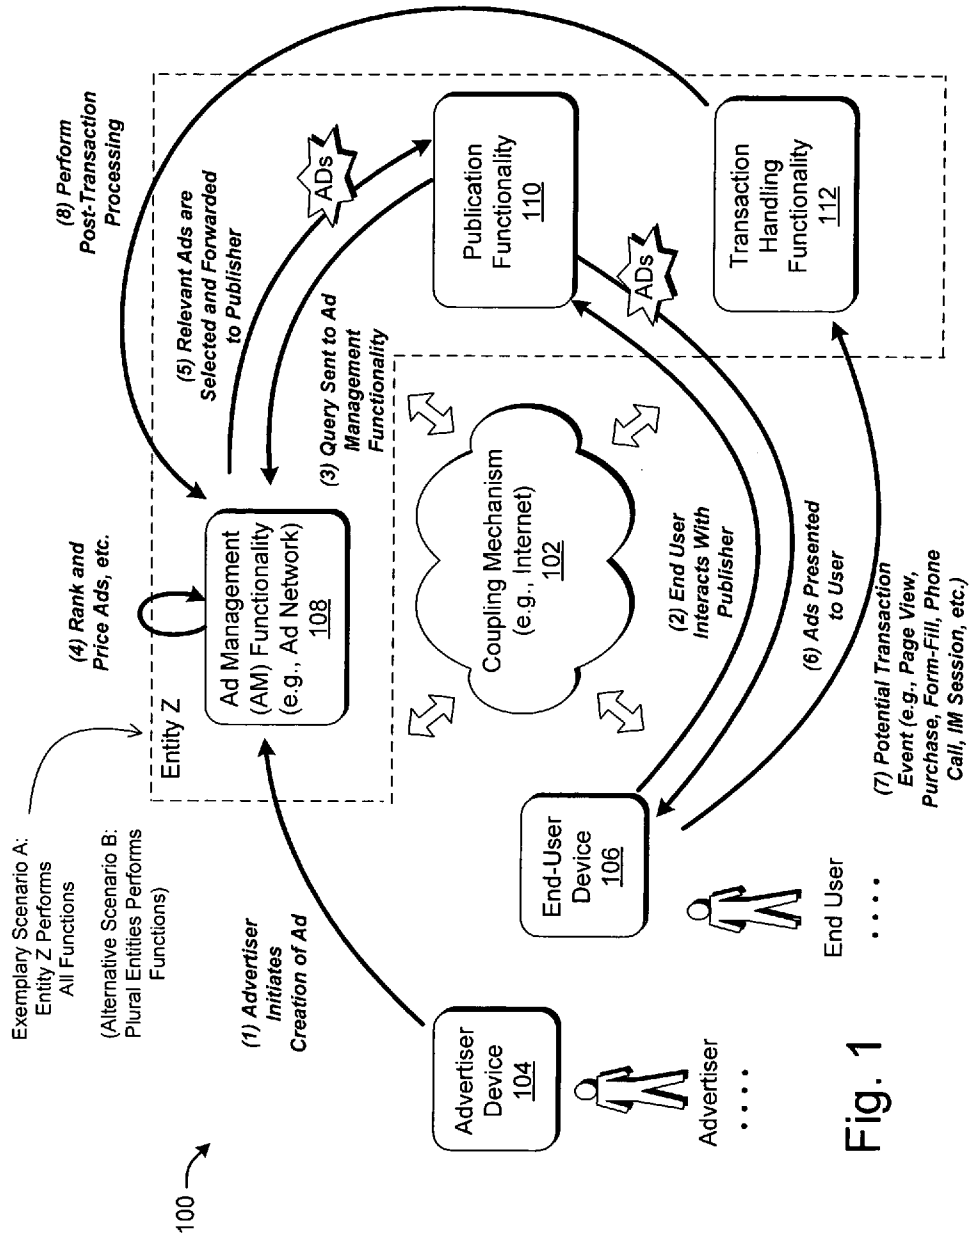 100
Exemplary Scenario A:
Entity Z Performs
All Functions
(Alternative Scenario B:
Plural Entities Performs
Functions)
Entity Z
(1) Advertiser
Initiates
Creation of Ad
(4) Rank and
Price Ads, etc.
(8) Perform
Post-Transaction
Processing
(5) Relevant Ads are
Selected and Forwarded
to Publisher
ADs
(3) Query Sent to Ad
Management
Functionality
Ad Management
(AM) Functionality
(e.g., Ad Network)
108
Advertiser
Device
104
Advertiser
. . . .
Coupling Mechanism
(e.g., Internet)
102
Publication
Functionality
110
End-User
Device
106
End User
. . . .
(2) End User
Interacts With
Publisher
ADs
(6) Ads Presented
to User
Transaction
Handling
Functionality
112
(7) Potential Transaction
Event (e.g., Page View,
Purchase, Form-Fill, Phone
Call, IM Session, etc.)
Fig. 1